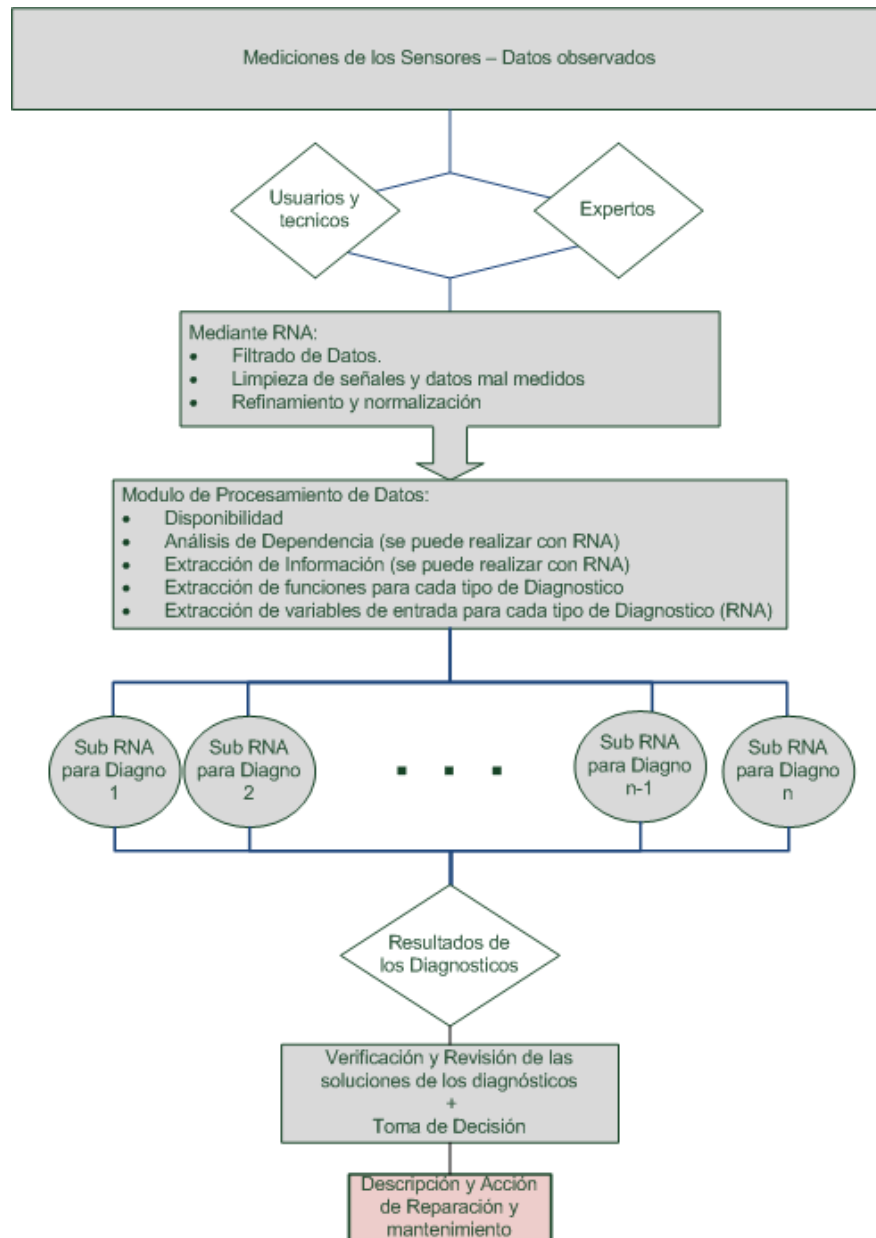 Mediciones de los Sensores – Datos observados
Usuarios y
tecnicos
Expertos
Mediante RNA:
• Filtrado de Datos.
• Limpieza de señales y datos mal medidos
• Refinamiento y normalización
Modulo de Procesamiento de Datos:
• Disponibilidad
• Análisis de Dependencia (se puede realizar con RNA)
• Extracción de Información (se puede realizar con RNA)
• Extracción de funciones para cada tipo de Diagnostico
• Extracción de variables de entrada para cada tipo de Diagnostico (RNA)
Sub RNA
para Diagno
1
Sub RNA
para Diagno
2
. . .
Sub RNA
para Diagno
n-1
Sub RNA
para Diagno
n
Resultados de
los Diagnosticos
Verificación y Revisión de las
soluciones de los diagnósticos
+
Toma de Decisión
Descripción y Acción
de Reparación y
mantenimiento